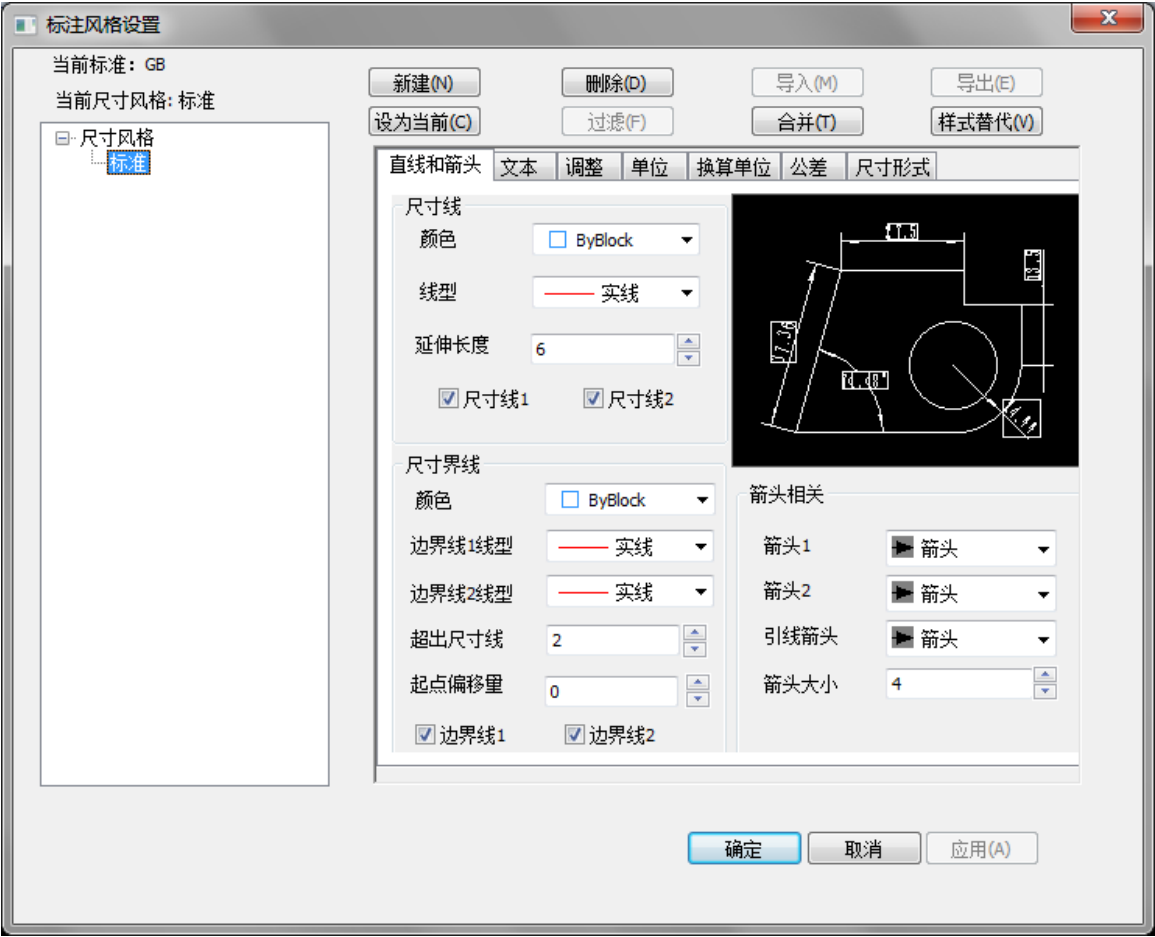 标注风格设置
当前标准：GB
当前尺寸风格: 标准
尺寸风格
标准
新建(N) 删除(D) 导入(M) 导出(E)
设为当前(C) 过滤(F) 合并(T) 样式替代(V)
直线和箭头 文本 调整 单位 换算单位 公差 尺寸形式
尺寸线
颜色 ByBlock
线型 实线
延伸长度 6
尺寸线1 尺寸线2
尺寸界线
颜色 ByBlock
边界线1线型 实线
边界线2线型 实线
超出尺寸线 2
起点偏移量 0
边界线1 边界线2
箭头相关
箭头1 箭头
箭头2 箭头
引线箭头 箭头
箭头大小 4
确定 取消 应用(A)